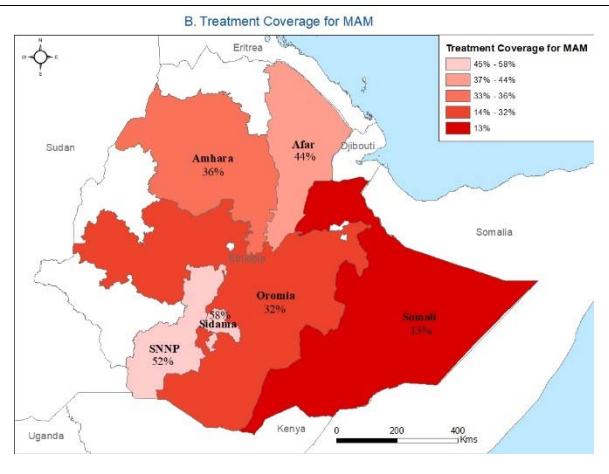 B. Treatment Coverage for MAM
N
W
E
S
Eritrea
Treatment Coverage for MAM
45% - 58%
37% - 44%
33% - 36%
14% - 32%
13%
Sudan
Afar
44%
Djibouti
Amhara
36%
Somalia
Ethiopia
Oromia
32%
58%
Sidama
Somali
13%
SNNP
52%
Uganda
Kenya
0 200 400
Kms